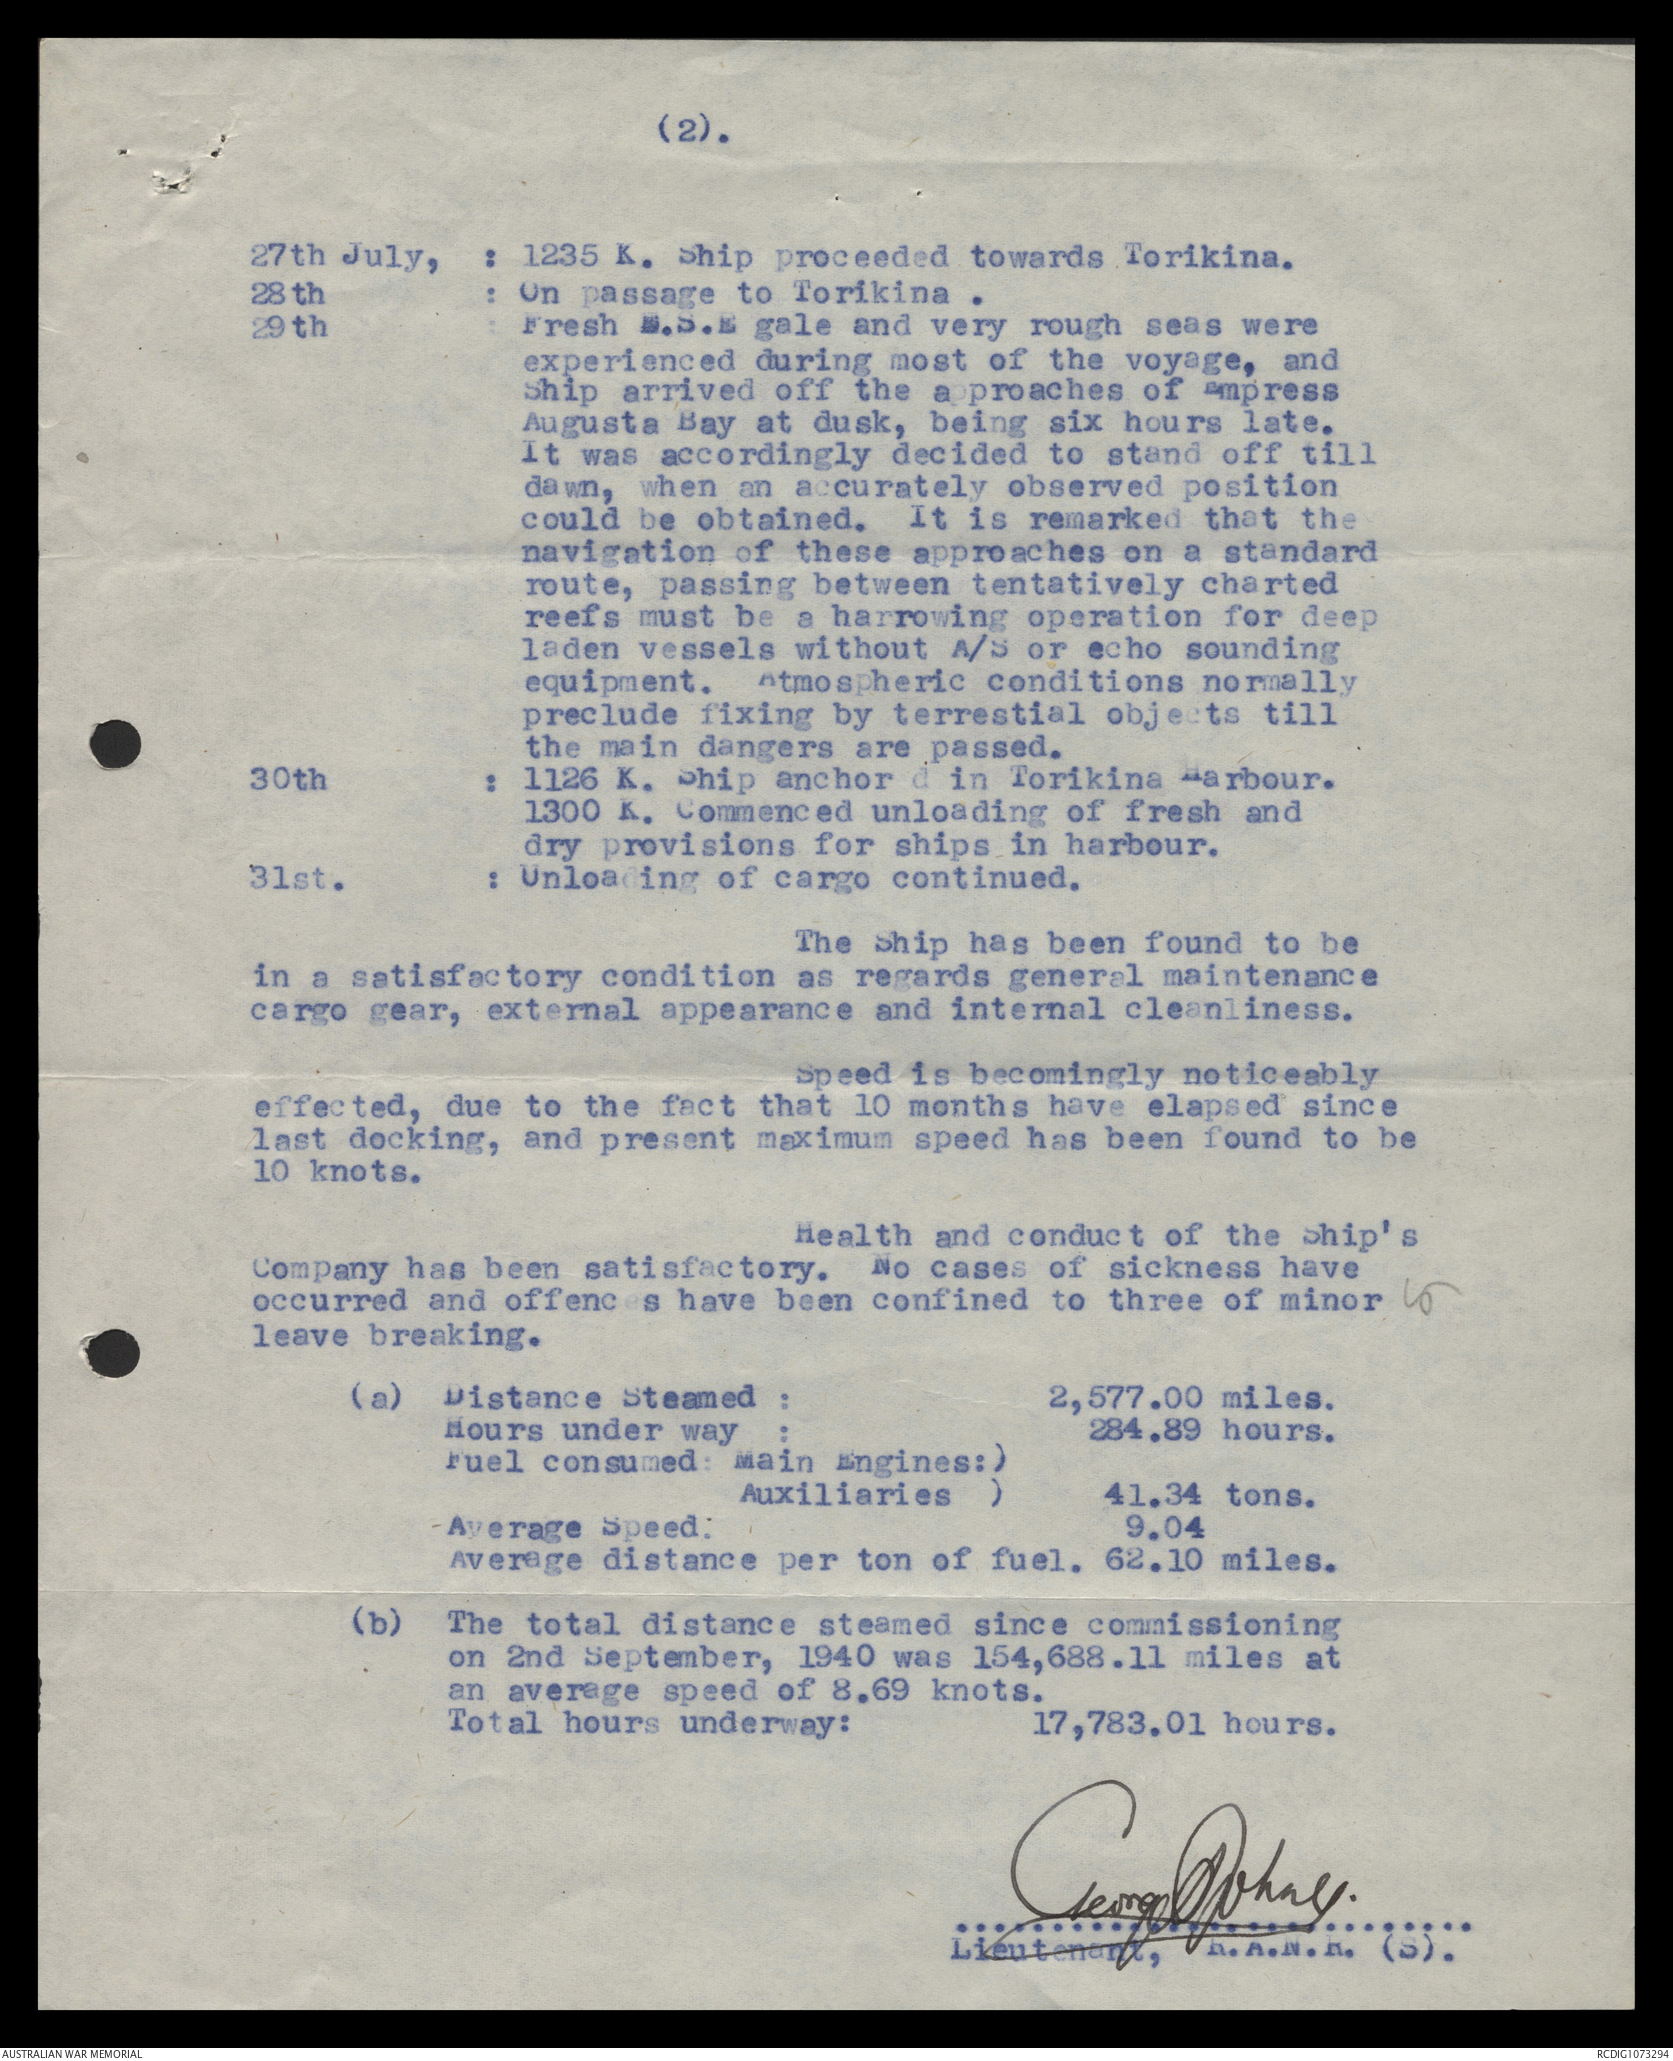 (2).
27th July, : 1235 K. Ship proceeded towards Torikina.
28th : On passage to Torikina .
29th : Fresh E.S.E gale and very rough seas were
experienced during most of the voyage, and
Ship arrived off the approaches of Empress
Augusta Bay at dusk, being six hours late.
It was accordingly decided to stand off till
dawn, when an accurately observed position
could be obtained. It is remarked that the
navigation of these approaches on a standard
route, passing between tentatively charted
reefs must be a harrowing operation for deep
laden vessels without A/S or echo sounding
equipment. Atmospheric conditions normally
preclude fixing by terrestial objects till
the main dangers are passed.
30th : 1126 K. Ship anchor d in Torikina Harbour.
1300 K. Commenced unloading of fresh and
dry provisions for ships in harbour.
31st. : Unloading of cargo continued.
The Ship has been found to be
in a satisfactory condition as regards general maintenance
cargo gear, external appearance and internal cleanliness.
Speed is becomingly noticeably
effected, due to the fact that 10 months have elapsed since
last docking, and present maximum speed has been found to be
10 knots.
Health and conduct of the Ship's
Company has been satisfactory. No cases of sickness have
occurred and offences have been confined to three of minor
leave breaking.
(a) Distance Steamed : 2,577.00 miles.
Hours under way : 284.89 hours.
Fuel consumed: Main Engines:)
Auxiliaries ) 41.34 tons.
Average Speed: 9.04
Average distance per ton of fuel. 62.10 miles.
(b) The total distance steamed since commissioning
on 2nd September, 1940 was 154,688.11 miles at
an average speed of 8.69 knots.
Total hours underway: 17,783.01 hours.
George
Lieutenant, R.A.N.R. (S).
AUSTRALIAN WAR MEMORIAL
RCDIG1073294